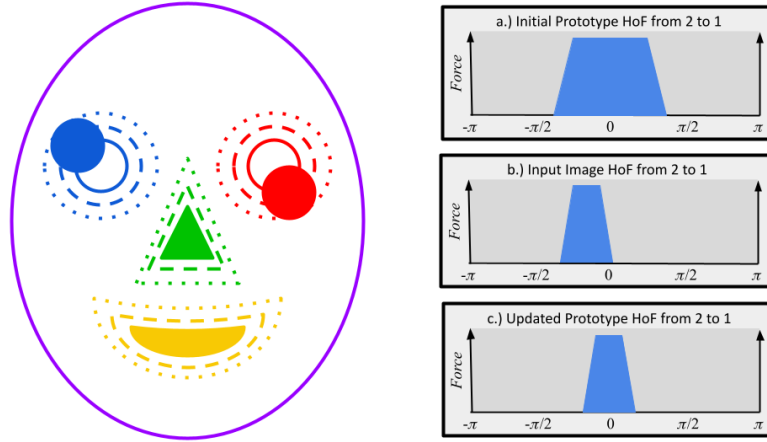 a.) Initial Prototype HoF from 2 to 1
Force
-π -π/2 0 π/2 π
b.) Input Image HoF from 2 to 1
Force
-π -π/2 0 π/2 π
c.) Updated Prototype HoF from 2 to 1
Force
-π -π/2 0 π/2 π